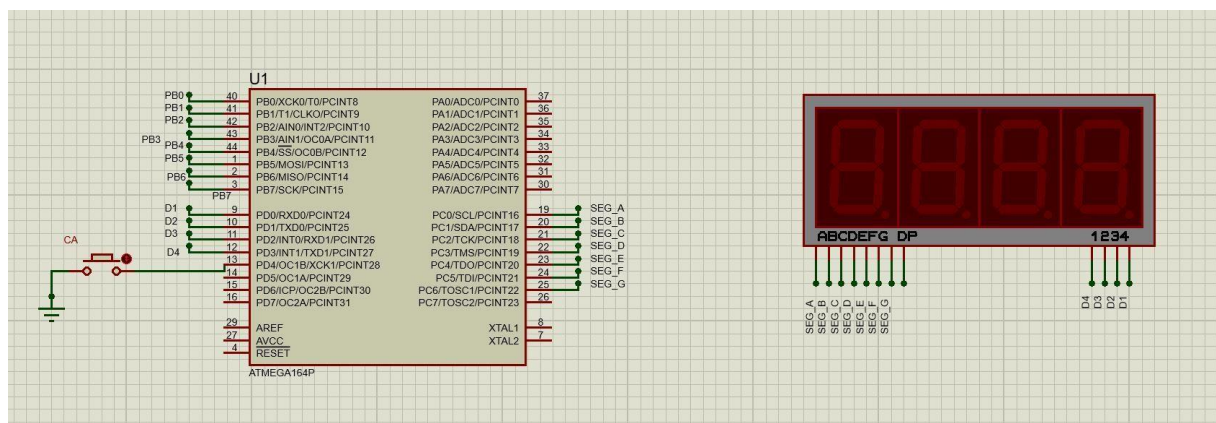 U1
PB0 40 PB0/XCK0/T0/PCINT8 PA0/ADC0/PCINT0 37
PB1 41 PB1/T1/CLKO/PCINT9 PA1/ADC1/PCINT1 36
PB2 42 PB2/AIN0/INT2/PCINT10 PA2/ADC2/PCINT2 35
PB3 43 PB3/AIN1/OC0A/PCINT11 PA3/ADC3/PCINT3 34
PB4 44 PB4/SS/OC0B/PCINT12 PA4/ADC4/PCINT4 33
PB5 1 PB5/MOSI/PCINT13 PA5/ADC5/PCINT5 32
PB6 2 PB6/MISO/PCINT14 PA6/ADC6/PCINT6 31
PB7 3 PB7/SCK/PCINT15 PA7/ADC7/PCINT7 30
D1 9 PD0/RXD0/PCINT24 PC0/SCL/PCINT16 19 SEG_A
D2 10 PD1/TXD0/PCINT25 PC1/SDA/PCINT17 20 SEG_B
D3 11 PD2/INT0/RXD1/PCINT26 PC2/TCK/PCINT18 21 SEG_C
D4 12 PD3/INT1/TXD1/PCINT27 PC3/TMS/PCINT19 22 SEG_D
CA 13 PD4/OC1B/XCK1/PCINT28 PC4/TDO/PCINT20 23 SEG_E
14 PD5/OC1A/PCINT29 PC5/TDI/PCINT21 24 SEG_F
15 PD6/ICP/OC2B/PCINT30 PC6/TOSC1/PCINT22 25 SEG_G
16 PD7/OC2A/PCINT31 PC7/TOSC2/PCINT23 26
29 AREF XTAL1 8
27 AVCC XTAL2 7
4 RESET
ATMEGA164P
ABCDEFG DP 1234
SEG_A
SEG_B
SEG_C
SEG_D
SEG_E
SEG_F
SEG_G
D4
D3
D2
D1